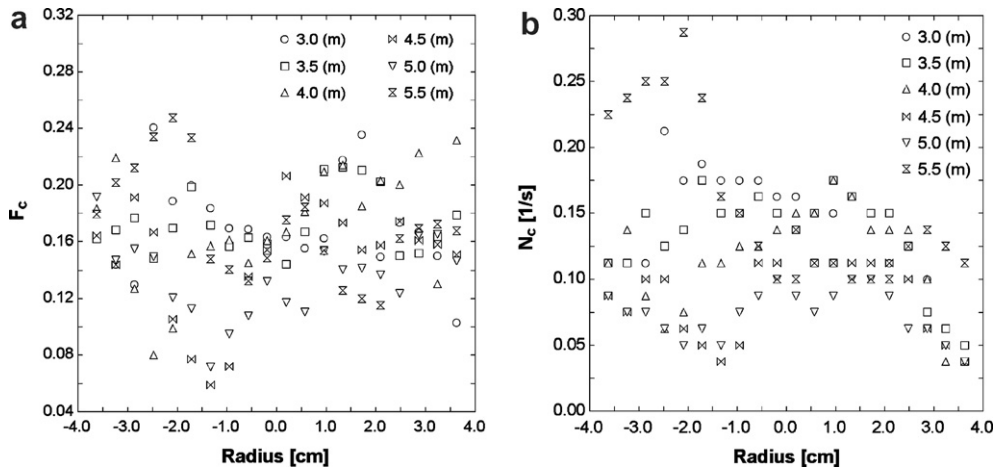 a
0.32
0.28
0.24
0.20
0.16
0.12
0.08
0.04
Fc
3.0 (m)
3.5 (m)
4.0 (m)
4.5 (m)
5.0 (m)
5.5 (m)
-4.0 -3.0 -2.0 -1.0 0.0 1.0 2.0 3.0 4.0
Radius [cm]
b
0.30
0.25
0.20
0.15
0.10
0.05
0.00
Nc [1/s]
3.0 (m)
3.5 (m)
4.0 (m)
4.5 (m)
5.0 (m)
5.5 (m)
-4.0 -3.0 -2.0 -1.0 0.0 1.0 2.0 3.0 4.0
Radius [cm]